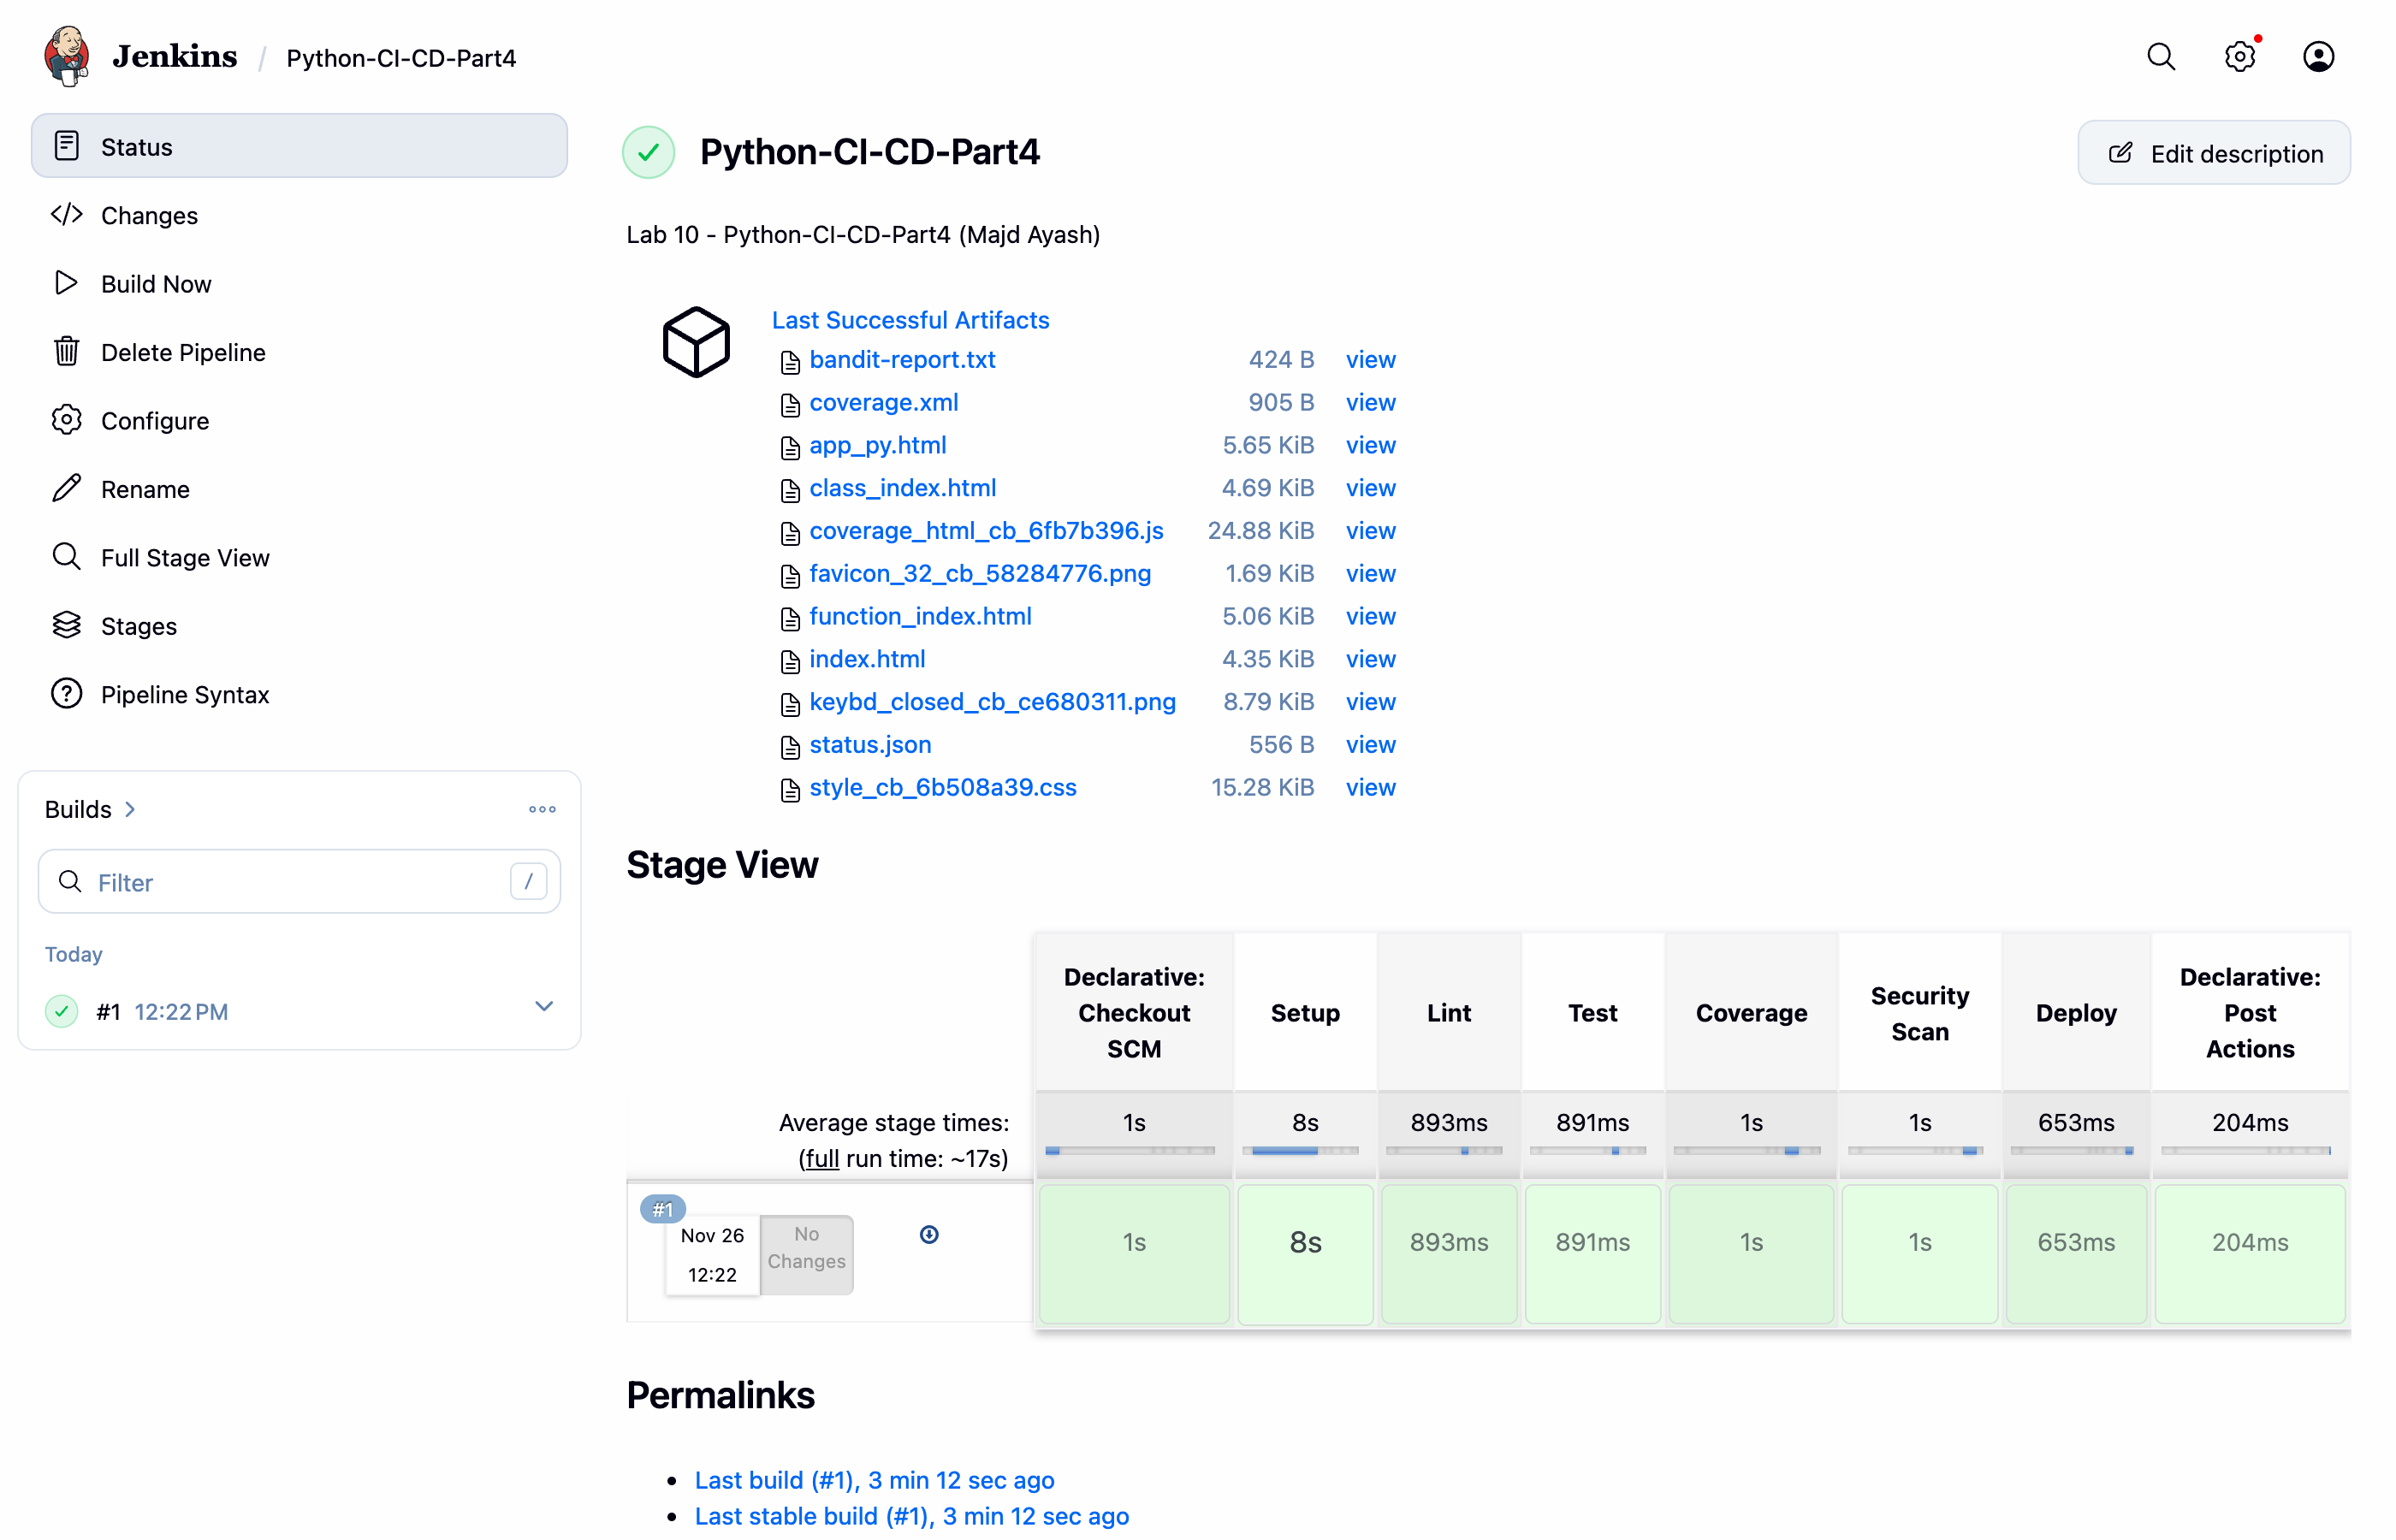 Jenkins / Python-CI-CD-Part4
Status
Changes
Build Now
Delete Pipeline
Configure
Rename
Full Stage View
Stages
Pipeline Syntax
Builds
Filter /
Today
#1 12:22 PM
Python-CI-CD-Part4
Edit description
Lab 10 - Python-CI-CD-Part4 (Majd Ayash)
Last Successful Artifacts
bandit-report.txt 424 B view
coverage.xml 905 B view
app_py.html 5.65 KiB view
class_index.html 4.69 KiB view
coverage_html_cb_6fb7b396.js 24.88 KiB view
favicon_32_cb_58284776.png 1.69 KiB view
function_index.html 5.06 KiB view
index.html 4.35 KiB view
keybd_closed_cb_ce680311.png 8.79 KiB view
status.json 556 B view
style_cb_6b508a39.css 15.28 KiB view
Stage View
Declarative:
Checkout
SCM
Setup
Lint
Test
Coverage
Security
Scan
Deploy
Declarative:
Post
Actions
Average stage times:
(full run time: ~17s)
1s 8s 893ms 891ms 1s 1s 653ms 204ms
#1
Nov 26
12:22
No
Changes
1s 8s 893ms 891ms 1s 1s 653ms 204ms
Permalinks
Last build (#1), 3 min 12 sec ago
Last stable build (#1), 3 min 12 sec ago